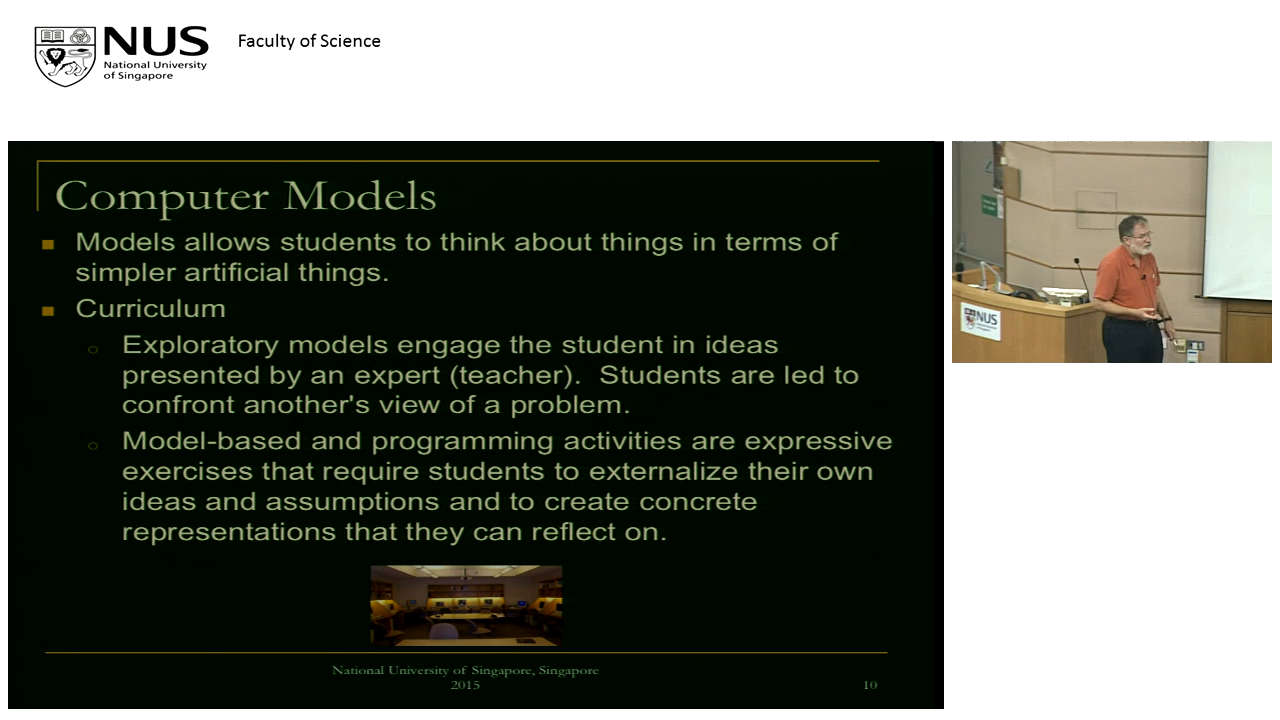 NUS
National University
of Singapore
Faculty of Science
Computer Models
Models allows students to think about things in terms of
simpler artificial things.
Curriculum
Exploratory models engage the student in ideas
presented by an expert (teacher). Students are led to
confront another's view of a problem.
Model-based and programming activities are expressive
exercises that require students to externalize their own
ideas and assumptions and to create concrete
representations that they can reflect on.
National University of Singapore, Singapore
2015
10
NUS